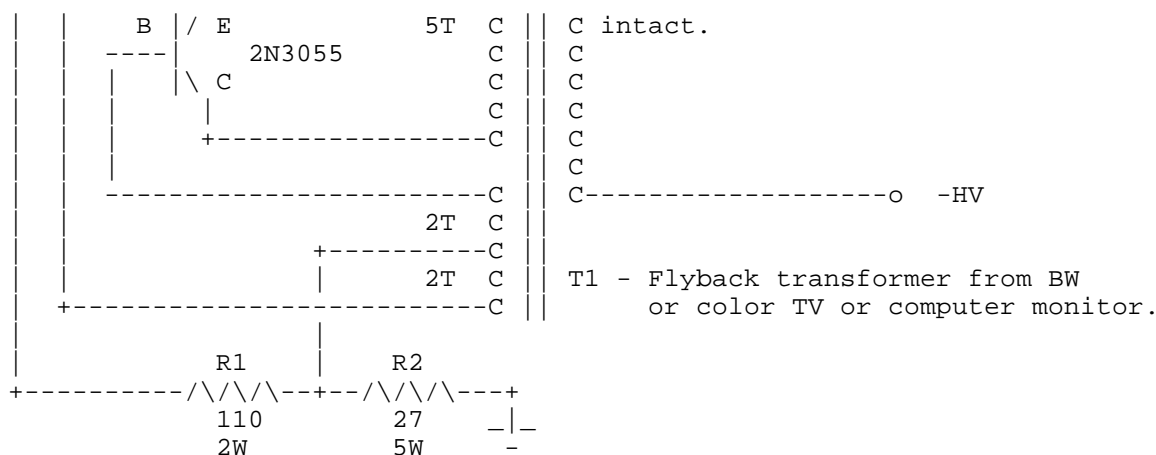 |   |     B |/ E             5T  C || C intact.
|   | ----|    2N3055            C || C
|   | |   |\ C                   C || C
|   | |     |                    C || C
|   | |     +-----------------C || C
|   | |                          || C
|   | ------------------------C || C-------------------o  -HV
|   |                        2T  C ||
|   |                +----------C ||
|   |                |       2T  C || T1 - Flyback transformer from BW
|   +--------------------------C ||      or color TV or computer monitor.
|                    |
|            R1      |    R2
+----------/\/\/\--+--/\/\/\---+
             110          27    _|_
             2W           5W     -